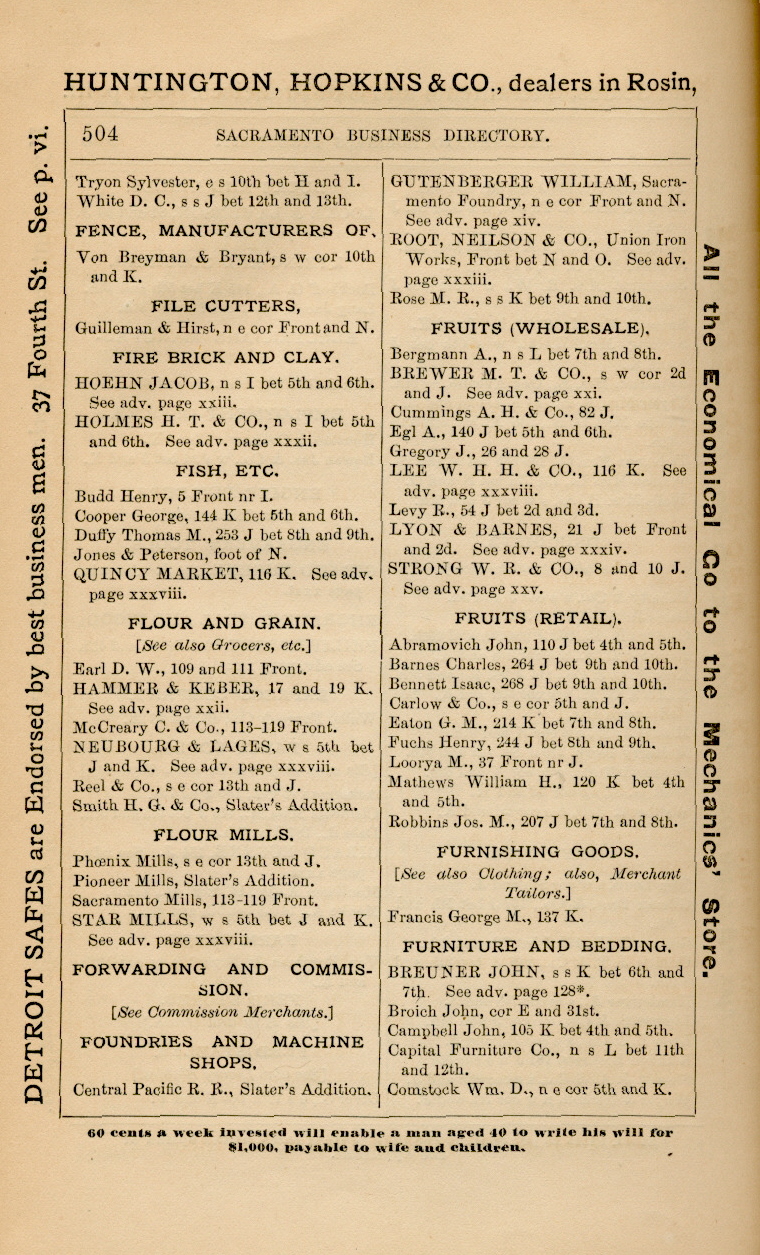 HUNTINGTON, HOPKINS & CO., dealers in Rosin,
504 SACRAMENTO BUSINESS DIRECTORY.
Tryon Sylvester, e s 10th bet H and I.
White D. C., s s J bet 12th and 13th.
FENCE, MANUFACTURERS OF.
Von Breyman & Bryant, s w cor 10th
and K.
FILE CUTTERS,
Guilleman & Hirst, n e cor Front and N.
FIRE BRICK AND CLAY.
HOEHN JACOB, n s I bet 5th and 6th.
See adv. page xxiii.
HOLMES H. T. & CO., n s I bet 5th
and 6th. See adv. page xxxii.
FISH, ETC.
Budd Henry, 5 Front nr I.
Cooper George, 144 K bet 5th and 6th.
Duffy Thomas M., 253 J bet 8th and 9th.
Jones & Peterson, foot of N.
QUINCY MARKET, 116 K. See adv.
page xxxviii.
FLOUR AND GRAIN.
[See also Grocers, etc.]
Earl D. W., 109 and 111 Front.
HAMMER & KEBER, 17 and 19 K.
See adv. page xxii.
McCreary C. & Co., 113-119 Front.
NEUBOURG & LAGES, w s 5th bet
J and K. See adv. page xxxviii.
Reel & Co., s e cor 13th and J.
Smith H. G. & Co., Slater's Addition.
FLOUR MILLS.
Phœnix Mills, s e cor 13th and J.
Pioneer Mills, Slater's Addition.
Sacramento Mills, 113-119 Front.
STAR MILLS, w s 5th bet J and K.
See adv. page xxxviii.
FORWARDING AND COMMIS-
SION.
[See Commission Merchants.]
FOUNDRIES AND MACHINE
SHOPS.
Central Pacific R. R., Slater's Addition.
GUTENBERGER WILLIAM, Sacra-
mento Foundry, n e cor Front and N.
See adv. page xiv.
ROOT, NEILSON & CO., Union Iron
Works, Front bet N and O. See adv.
page xxxiii.
Rose M. R., s s K bet 9th and 10th.
FRUITS (WHOLESALE).
Bergmann A., n s L bet 7th and 8th.
BREWER M. T. & CO., s w cor 2d
and J. See adv. page xxi.
Cummings A. H. & Co., 82 J.
Egl A., 140 J bet 5th and 6th.
Gregory J., 26 and 28 J.
LEE W. H. H. & CO., 116 K. See
adv. page xxxviii.
Levy R., 54 J bet 2d and 3d.
LYON & BARNES, 21 J bet Front
and 2d. See adv. page xxxiv.
STRONG W. R. & CO., 8 and 10 J.
See adv. page xxv.
FRUITS (RETAIL).
Abramovich John, 110 J bet 4th and 5th.
Barnes Charles, 264 J bet 9th and 10th.
Bennett Isaac, 268 J bet 9th and 10th.
Carlow & Co., s e cor 5th and J.
Eaton G. M., 214 K bet 7th and 8th.
Fuchs Henry, 244 J bet 8th and 9th.
Loorya M., 37 Front nr J.
Mathews William H., 120 K bet 4th
and 5th.
Robbins Jos. M., 207 J bet 7th and 8th.
FURNISHING GOODS.
[See also Clothing; also, Merchant
Tailors.]
Francis George M., 137 K.
FURNITURE AND BEDDING.
BREUNER JOHN, s s K bet 6th and
7th. See adv. page 128*.
Broich John, cor E and 31st.
Campbell John, 105 K bet 4th and 5th.
Capital Furniture Co., n s L bet 11th
and 12th.
Comstock Wm. D., n e cor 5th and K.
60 cents a week invested will enable a man aged 40 to write his will for
$1,000, payable to wife and children.
DETROIT SAFES are Endorsed by best business men. 37 Fourth St. See p. vi.
All the Economical Go to the Mechanics' Store.